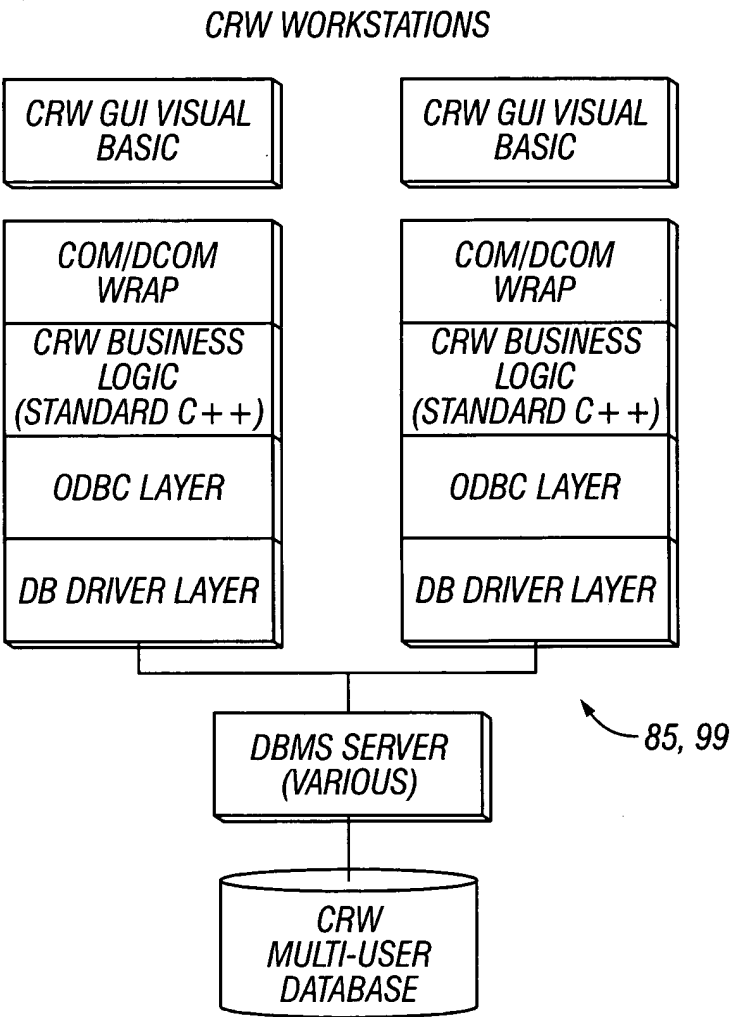 CRW WORKSTATIONS
CRW GUI VISUAL
BASIC
CRW GUI VISUAL
BASIC
COM/DCOM
WRAP
CRW BUSINESS
LOGIC
(STANDARD C++)
ODBC LAYER
DB DRIVER LAYER
COM/DCOM
WRAP
CRW BUSINESS
LOGIC
(STANDARD C++)
ODBC LAYER
DB DRIVER LAYER
DBMS SERVER
(VARIOUS)
85, 99
CRW
MULTI-USER
DATABASE